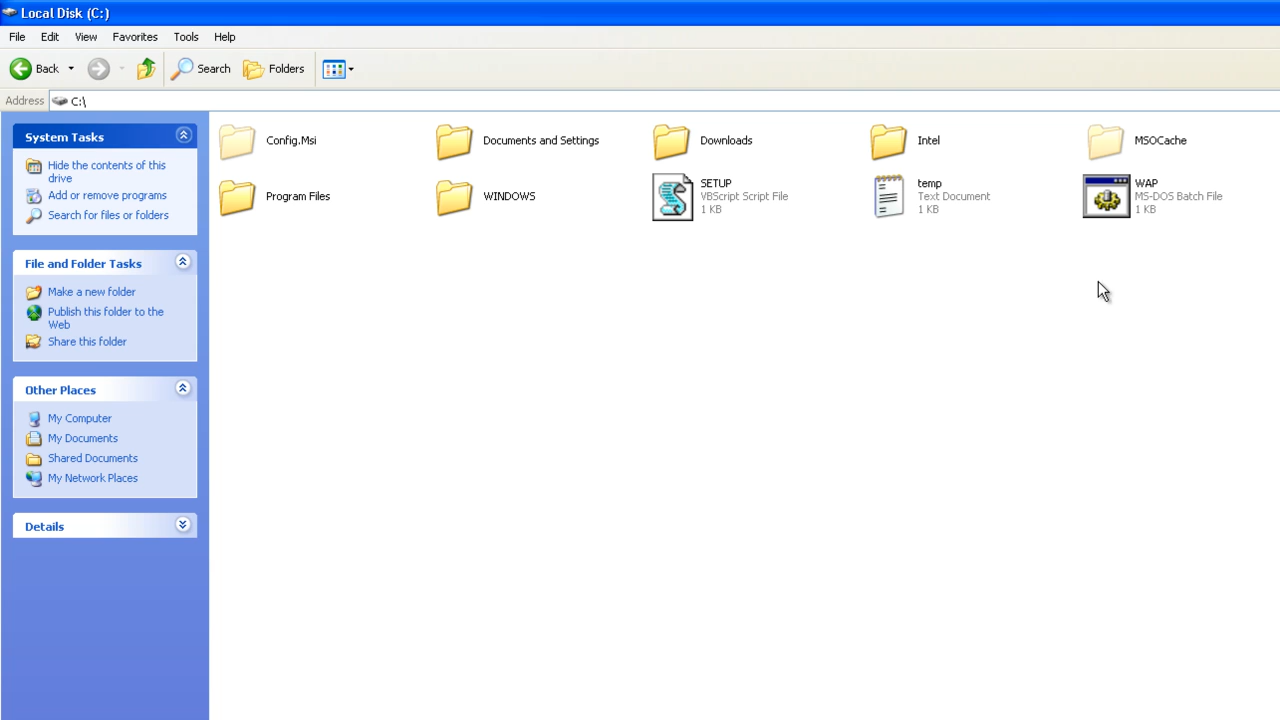 Local Disk (C:)
File Edit View Favorites Tools Help
Back Search Folders
Address C:\
System Tasks
Hide the contents of this
drive
Add or remove programs
Search for files or folders
File and Folder Tasks
Make a new folder
Publish this folder to the
Web
Share this folder
Other Places
My Computer
My Documents
Shared Documents
My Network Places
Details
Config.Msi
Documents and Settings
Downloads
Intel
MSOCache
Program Files
WINDOWS
SETUP
VBScript Script File
1 KB
temp
Text Document
1 KB
WAP
MS-DOS Batch File
1 KB